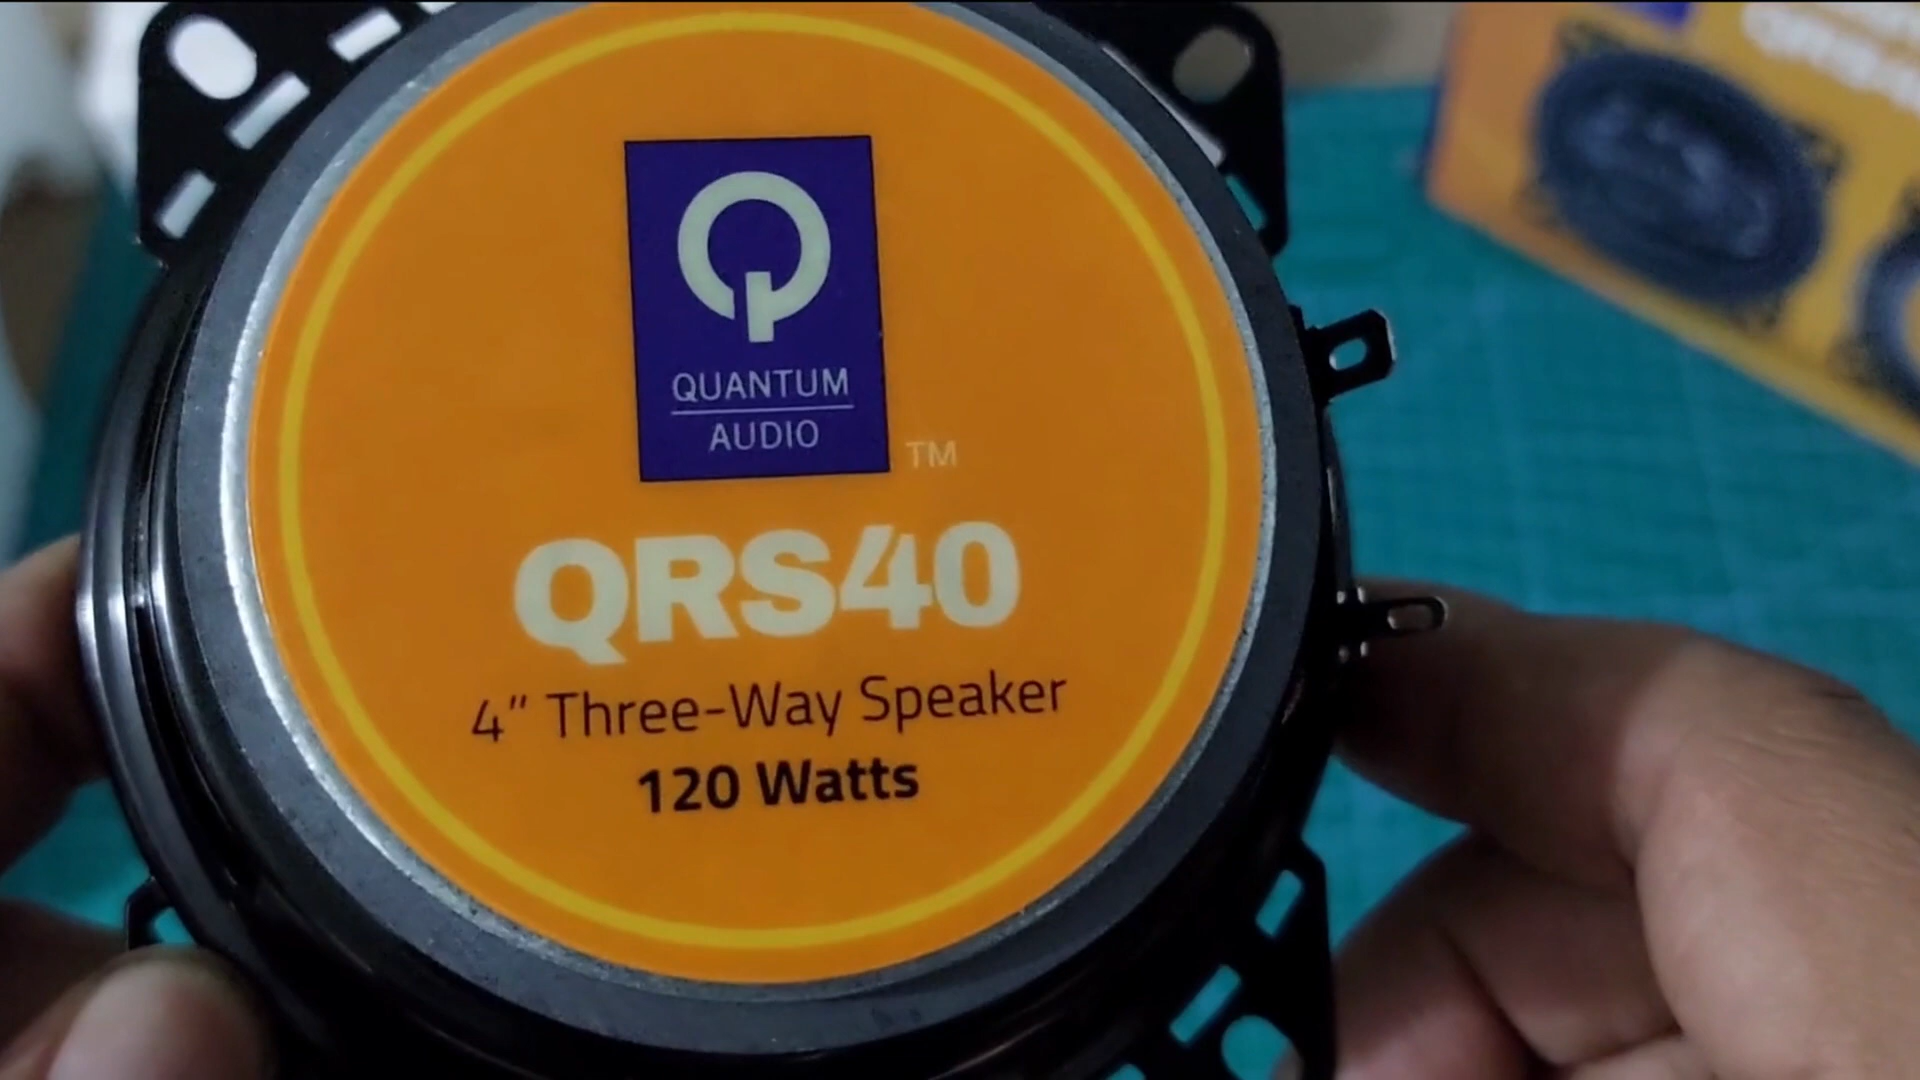 QUANTUM
AUDIO
TM
QRS40
4" Three-Way Speaker
120 Watts